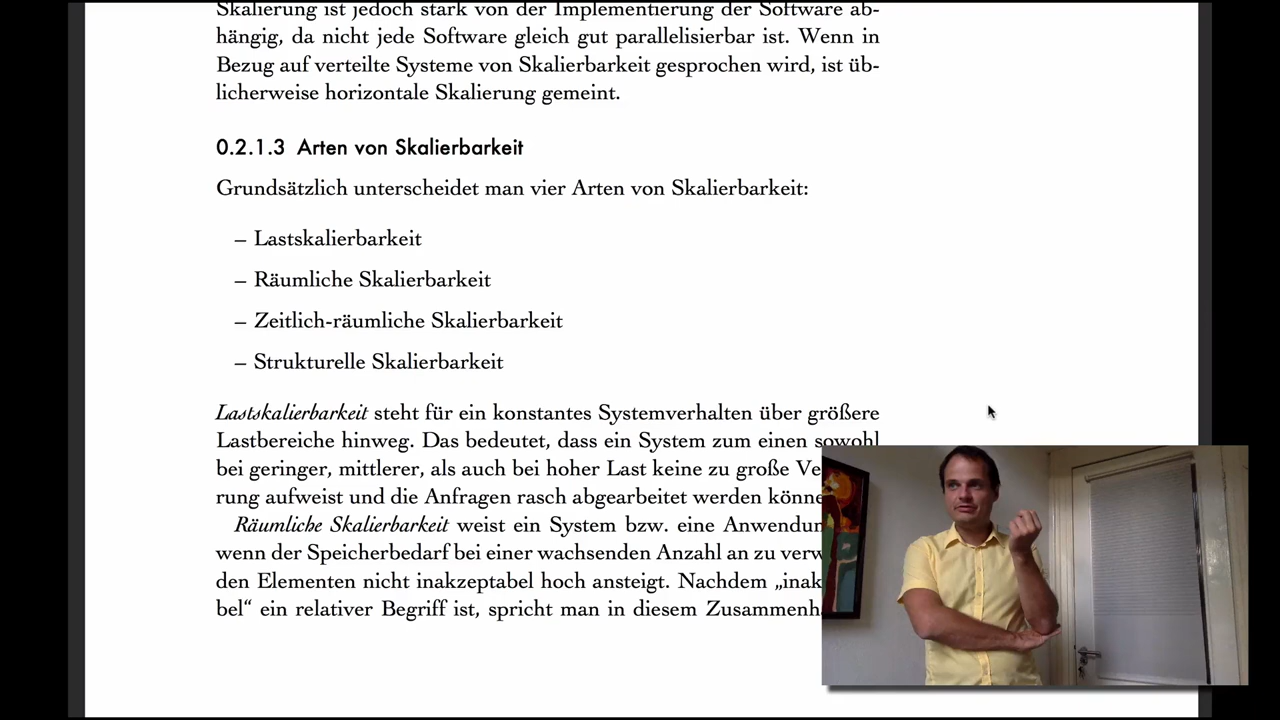 Skalierung ist jedoch stark von der Implementierung der Software ab-
hängig, da nicht jede Software gleich gut parallelisierbar ist. Wenn in
Bezug auf verteilte Systeme von Skalierbarkeit gesprochen wird, ist üb-
licherweise horizontale Skalierung gemeint.
0.2.1.3 Arten von Skalierbarkeit
Grundsätzlich unterscheidet man vier Arten von Skalierbarkeit:
– Lastskalierbarkeit
– Räumliche Skalierbarkeit
– Zeitlich-räumliche Skalierbarkeit
– Strukturelle Skalierbarkeit
Lastskalierbarkeit steht für ein konstantes Systemverhalten über größere
Lastbereiche hinweg. Das bedeutet, dass ein System zum einen sowohl
bei geringer, mittlerer, als auch bei hoher Last keine zu große
rung aufweist und die Anfragen rasch abgearbeitet werden
Räumliche Skalierbarkeit weist ein System bzw. eine
wenn der Speicherbedarf bei einer wachsenden Anzahl an zu
den Elementen nicht inakzeptabel hoch ansteigt. Nachdem
bel“ ein relativer Begriff ist, spricht man in diesem